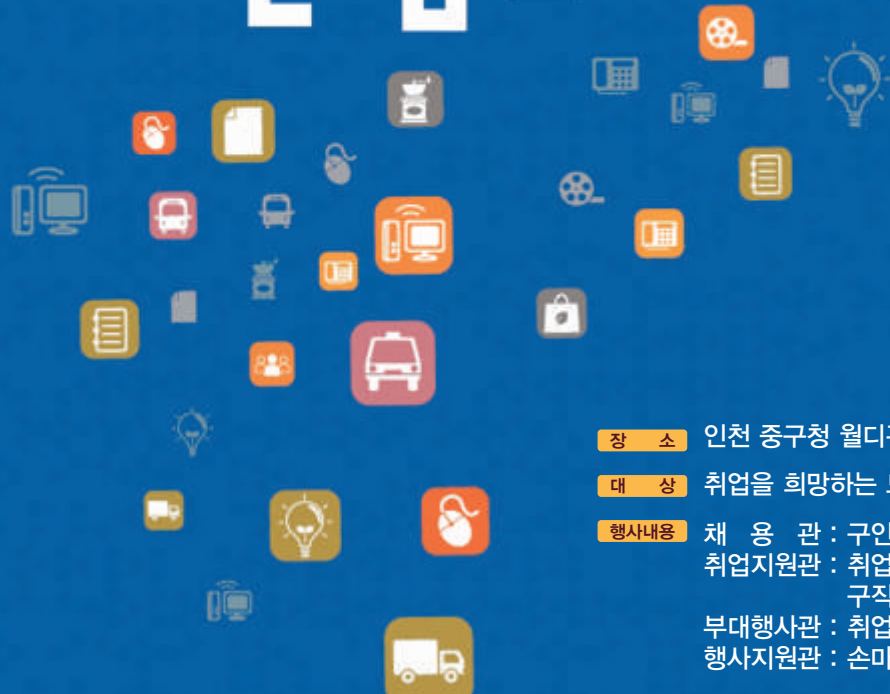 장 소 인천 중구청 월디
대 상 취업을 희망하는
행사내용 채 용 관 : 구인
취업지원관 : 취업
구직
부대행사관 : 취업
행사지원관 : 손마